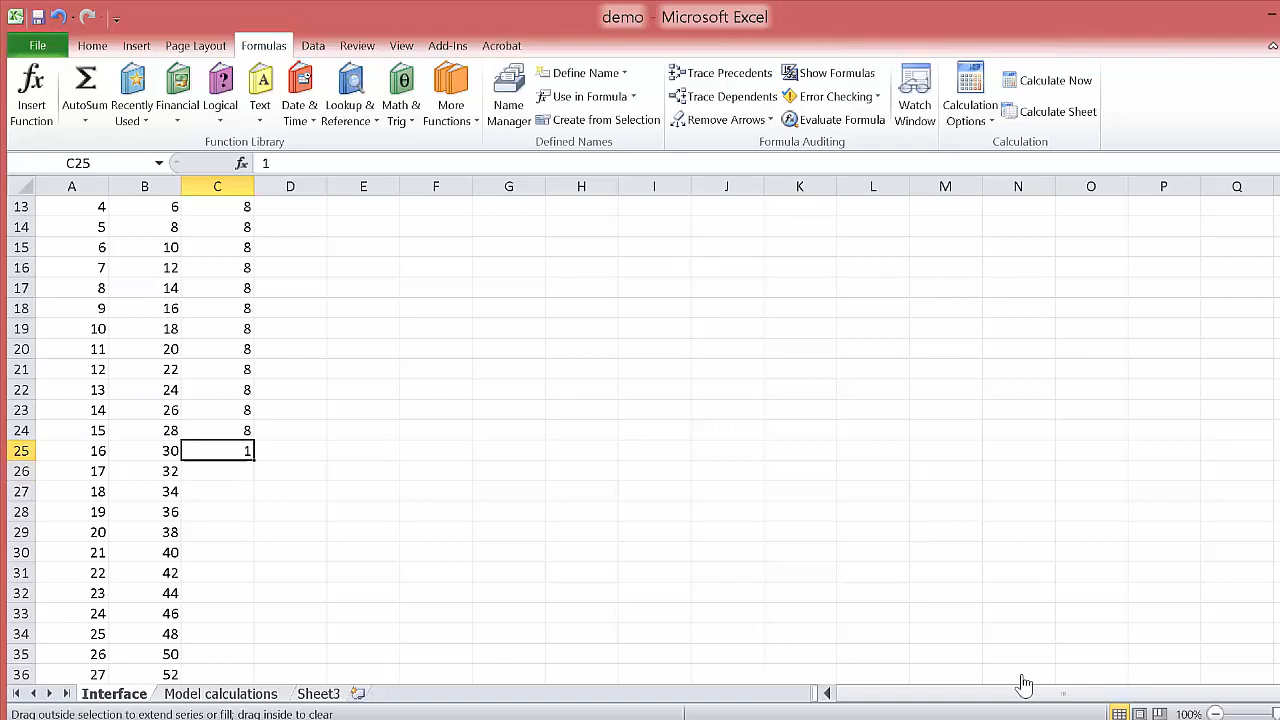 demo - Microsoft Excel
File Home Insert Page Layout Formulas Data Review View Add-Ins Acrobat
Insert Function
AutoSum
Recently Used
Financial
Logical
Text
Date & Time
Lookup & Reference
Math & Trig
More Functions
Function Library
Name Manager
Define Name
Use in Formula
Create from Selection
Defined Names
Trace Precedents
Trace Dependents
Remove Arrows
Show Formulas
Error Checking
Evaluate Formula
Formula Auditing
Watch Window
Calculation Options
Calculate Now
Calculate Sheet
Calculation
C25 fx 1
A B C D E F G H I J K L M N O P Q
13 4 6 8
14 5 8 8
15 6 10 8
16 7 12 8
17 8 14 8
18 9 16 8
19 10 18 8
20 11 20 8
21 12 22 8
22 13 24 8
23 14 26 8
24 15 28 8
25 16 30 1
26 17 32
27 18 34
28 19 36
29 20 38
30 21 40
31 22 42
32 23 44
33 24 46
34 25 48
35 26 50
36 27 52
Interface Model calculations Sheet3
Drag outside selection to extend series or fill; drag inside to clear
100%